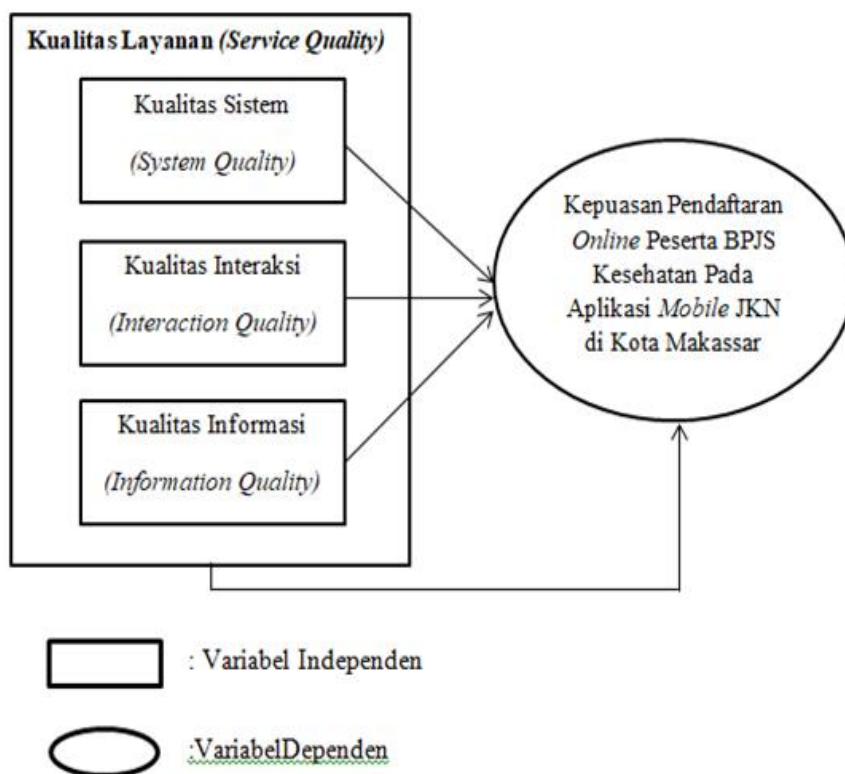 Kualitas Layanan (Service Quality)
Kualitas Sistem
(System Quality)
Kualitas Interaksi
(Interaction Quality)
Kualitas Informasi
(Information Quality)
Kepuasan Pendaftaran
Online Peserta BPJS
Kesehatan Pada
Aplikasi Mobile JKN
di Kota Makassar
: Variabel Independen
:VariabelDependen